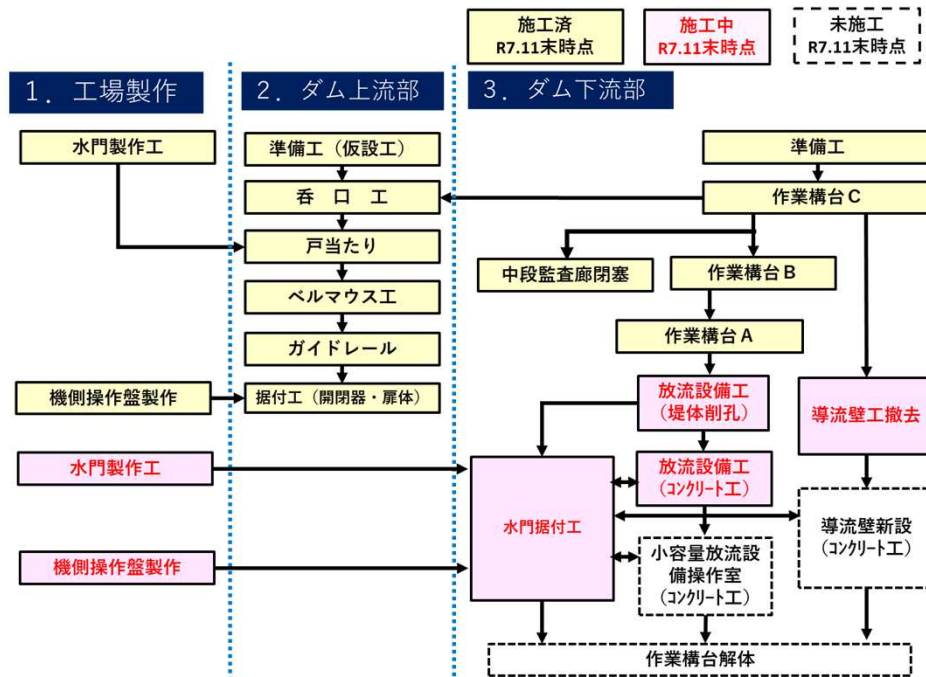 施工済
R7.11末時点
施工中
R7.11末時点
未施工
R7.11末時点
1．工場製作
2．ダム上流部
3．ダム下流部
水門製作工
機側操作盤製作
水門製作工
機側操作盤製作
準備工（仮設工）
呑　口　工
戸当たり
ベルマウス工
ガイドレール
据付工（開閉器・扉体）
準備工
作業構台C
中段監査廊閉塞
作業構台B
作業構台A
放流設備工
（堤体削孔）
導流壁工撤去
水門据付工
放流設備工
（ｺﾝｸﾘｰﾄ工）
導流壁新設
（ｺﾝｸﾘｰﾄ工）
小容量放流設
備操作室
（ｺﾝｸﾘｰﾄ工）
作業構台解体